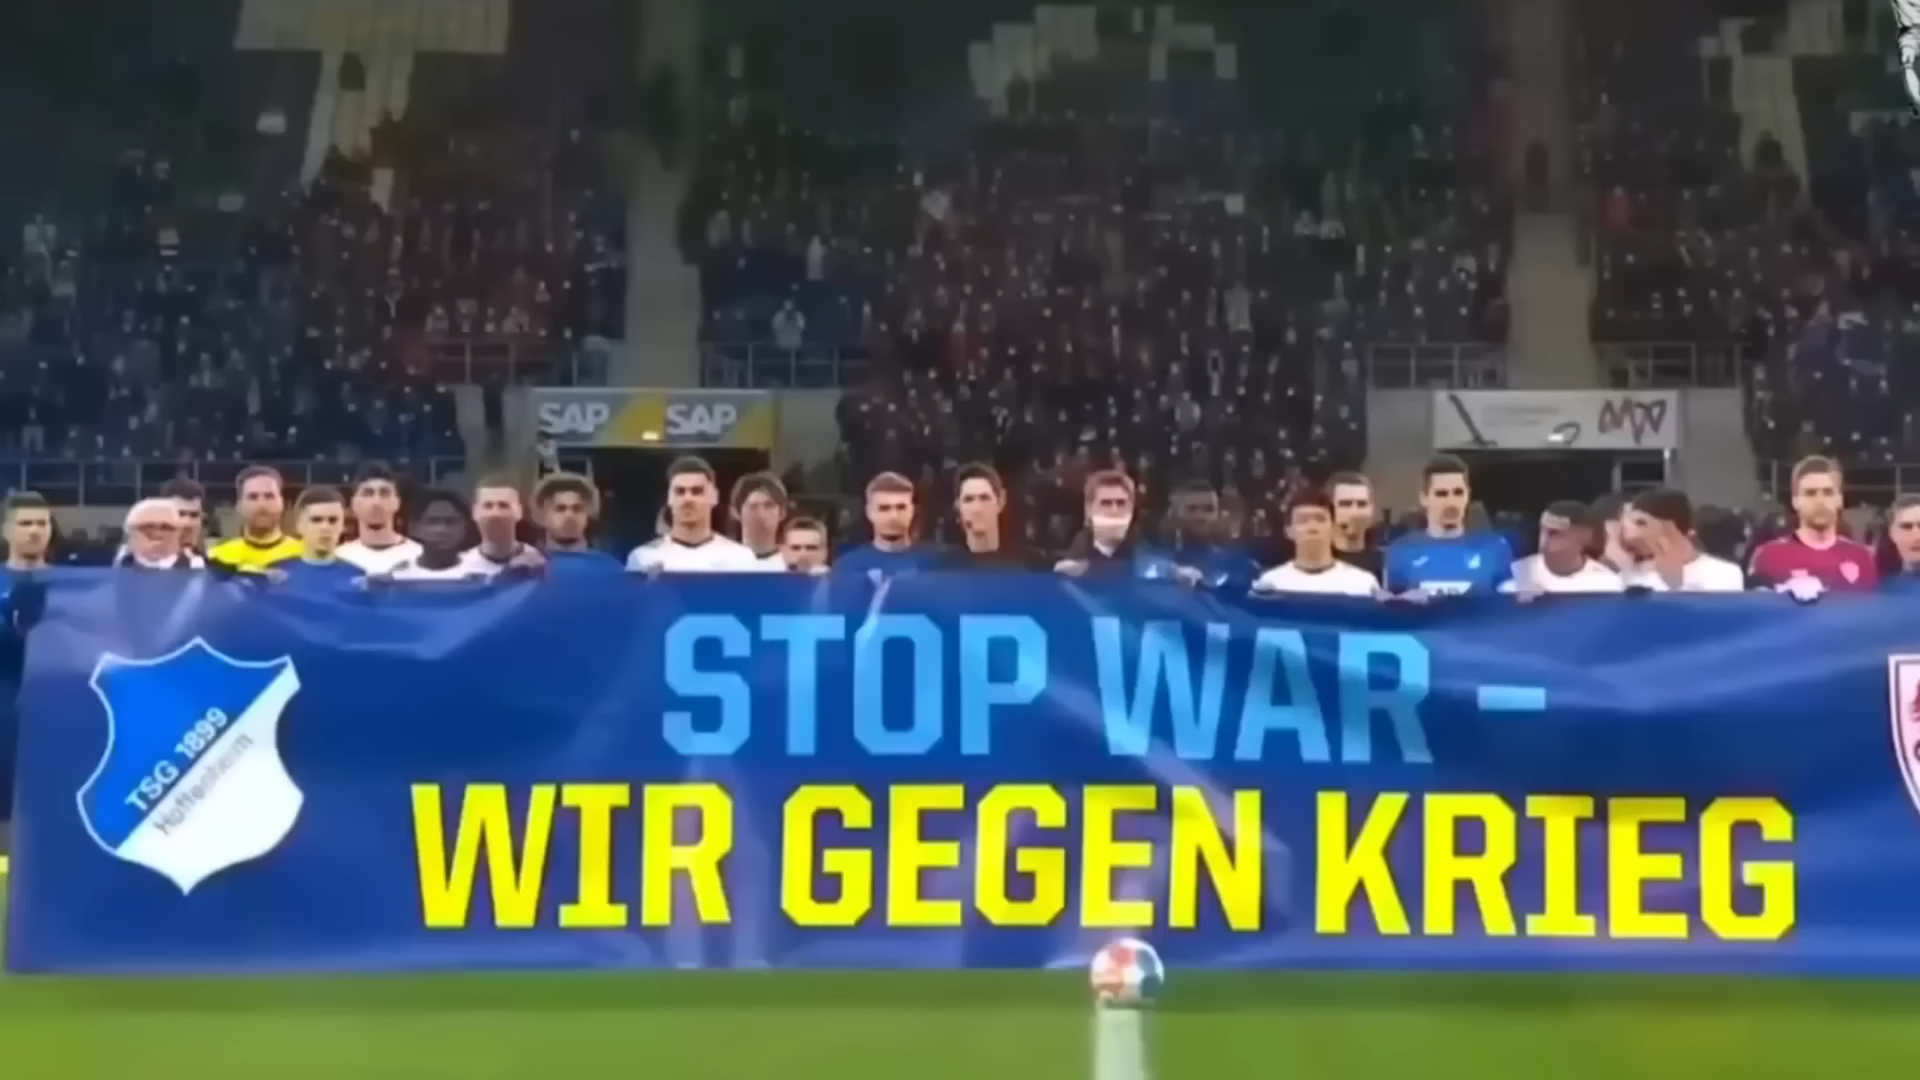 SAP SAP
STOP WAR –
WIR GEGEN KRIEG
TSG 1899
Hoffenheim